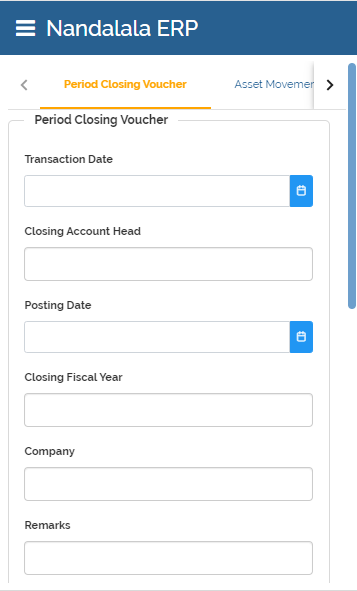 Nandalala ERP
Period Closing Voucher
Asset Movemen
Period Closing Voucher
Transaction Date
Closing Account Head
Posting Date
Closing Fiscal Year
Company
Remarks